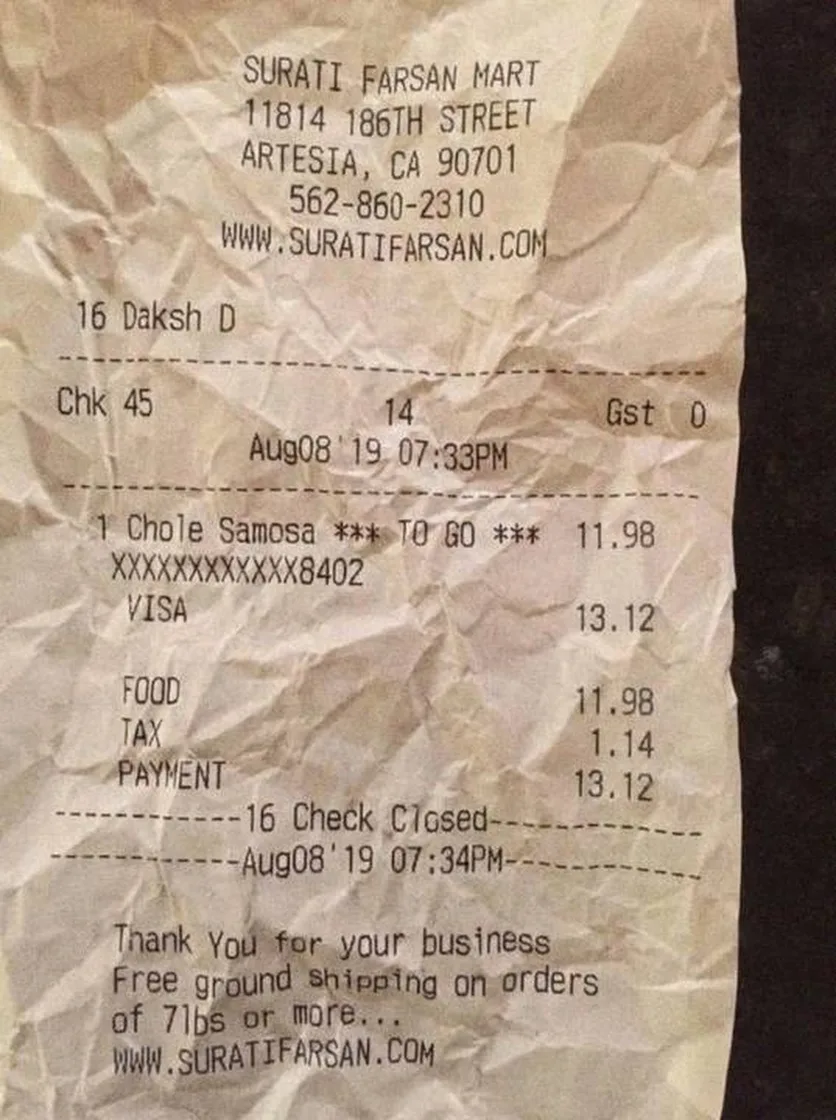 SURATI FARSAN MART
11814 186TH STREET
ARTESIA, CA 90701
562-860-2310
WWW.SURATIFARSAN.COM
16 Daksh D
Chk 45 14 Gst 0
Aug08'19 07:33PM
1 Chole Samosa *** TO GO *** 11.98
XXXXXXXXXXXX8402
VISA 13.12
FOOD 11.98
TAX 1.14
PAYMENT 13.12
------------16 Check Closed------------
------------Aug08'19 07:34PM------------
Thank You for your business
Free ground shipping on orders
of 7lbs or more...
WWW.SURATIFARSAN.COM